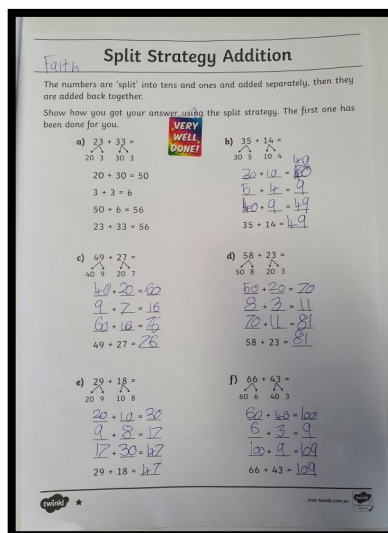 Faith
Split Strategy Addition
The numbers are 'split' into tens and ones and added separately, then they
are added back together.
Show how you got your answer using the split strategy. The first one has
been done for you.
VERY
WELL
DONE!
a) 23 + 33 =
20 3 30 3
20 + 30 = 50
3 + 3 = 6
50 + 6 = 56
23 + 33 = 56
b) 35 + 14 =
30 5 10 4
30 + 10 = 40
5 + 4 = 9
40 + 9 = 49
35 + 14 = 49
c) 49 + 27 =
40 9 20 7
40 + 20 = 60
9 + 7 = 16
60 + 16 = 76
49 + 27 = 76
d) 58 + 23 =
50 8 20 3
50 + 20 = 70
8 + 3 = 11
70 + 11 = 81
58 + 23 = 81
e) 29 + 18 =
20 9 10 8
20 + 10 = 30
9 + 8 = 17
17 + 30 = 47
29 + 18 = 47
f) 66 + 43 =
60 6 40 3
60 + 40 = 100
6 + 3 = 9
100 + 9 = 109
66 + 43 = 109
twinkl
visit twinkl.com.au